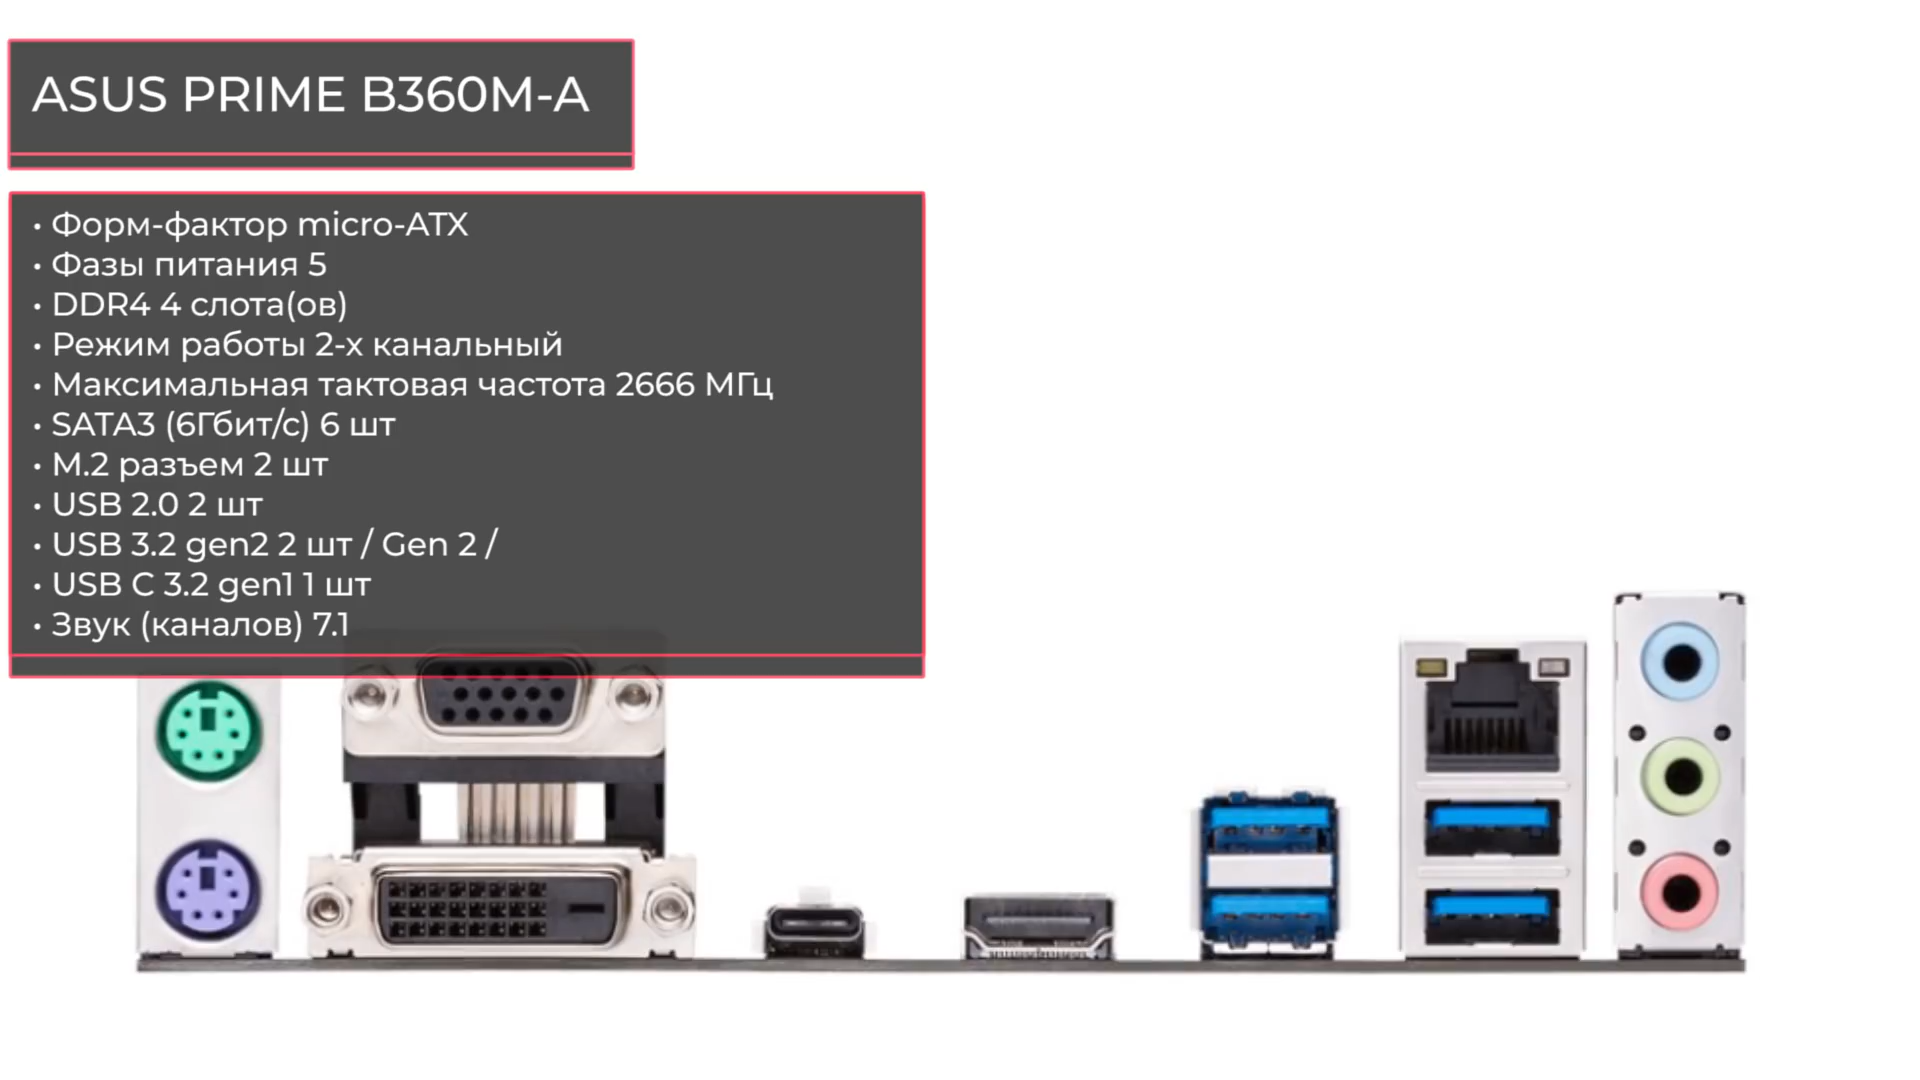 ASUS PRIME B360M-A
• Форм-фактор micro-ATX
• Фазы питания 5
• DDR4 4 слота(ов)
• Режим работы 2-х канальный
• Максимальная тактовая частота 2666 МГц
• SATA3 (6Гбит/с) 6 шт
• M.2 разъем 2 шт
• USB 2.0 2 шт
• USB 3.2 gen2 2 шт / Gen 2 /
• USB C 3.2 gen1 1 шт
• Звук (каналов) 7.1